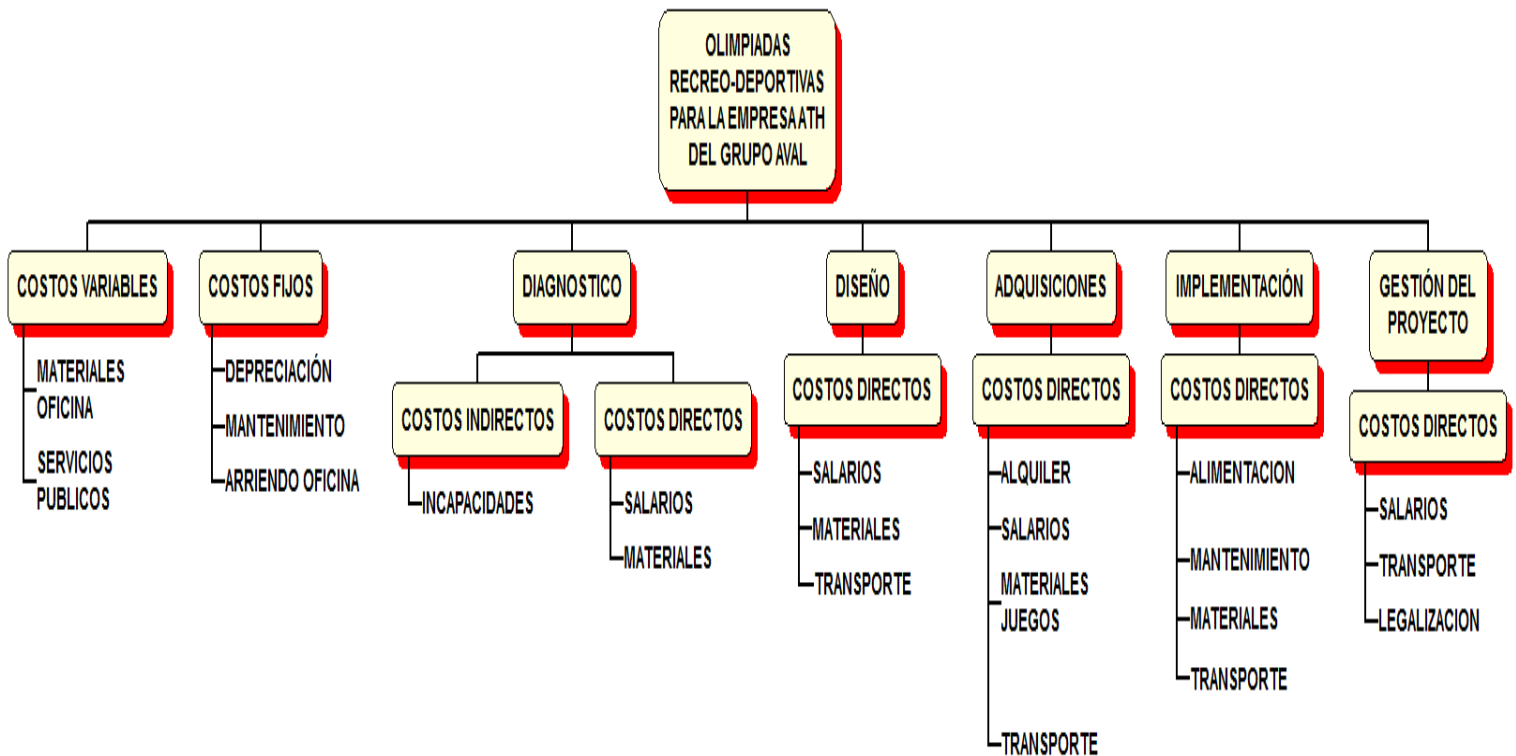 OLIMPIADAS
RECREO-DEPORTIVAS
PARA LA EMPRESA ATH
DEL GRUPO AVAL
COSTOS VARIABLES
MATERIALES
OFICINA
SERVICIOS
PUBLICOS
COSTOS FIJOS
DEPRECIACIÓN
MANTENIMIENTO
ARRIENDO OFICINA
DIAGNOSTICO
COSTOS INDIRECTOS
INCAPACIDADES
COSTOS DIRECTOS
SALARIOS
MATERIALES
DISEÑO
COSTOS DIRECTOS
SALARIOS
MATERIALES
TRANSPORTE
ADQUISICIONES
COSTOS DIRECTOS
ALQUILER
SALARIOS
MATERIALES
JUEGOS
TRANSPORTE
IMPLEMENTACIÓN
COSTOS DIRECTOS
ALIMENTACION
MANTENIMIENTO
MATERIALES
TRANSPORTE
GESTIÓN DEL
PROYECTO
COSTOS DIRECTOS
SALARIOS
TRANSPORTE
LEGALIZACION